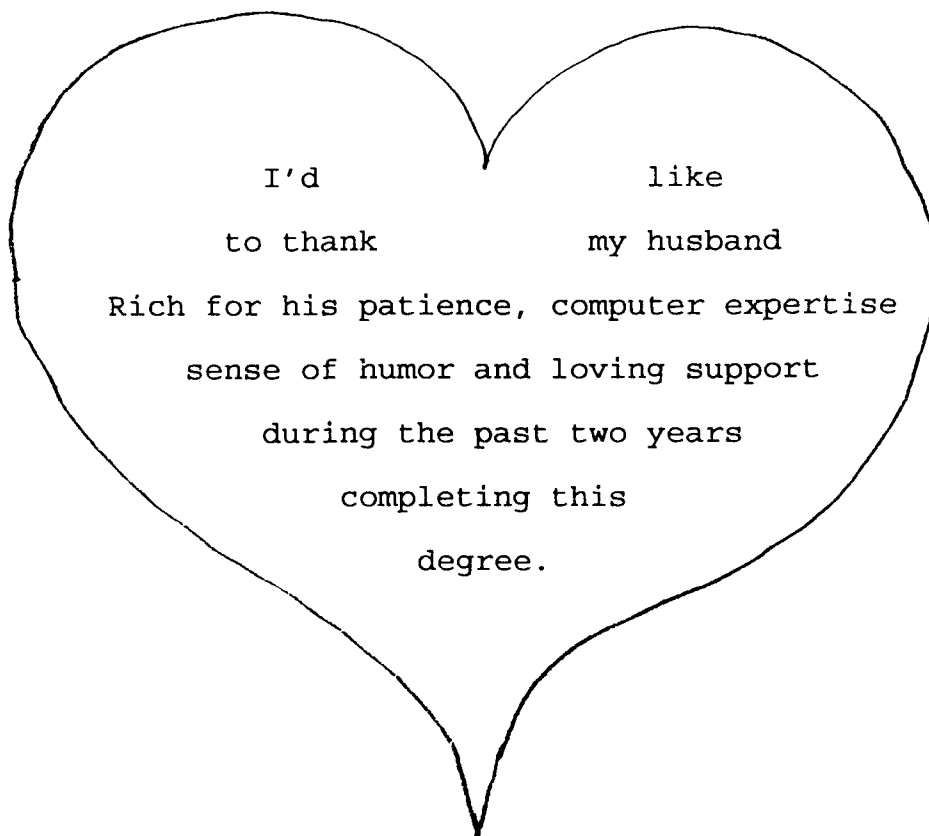 I'd like
to thank my husband
Rich for his patience, computer expertise
sense of humor and loving support
during the past two years
completing this
degree.